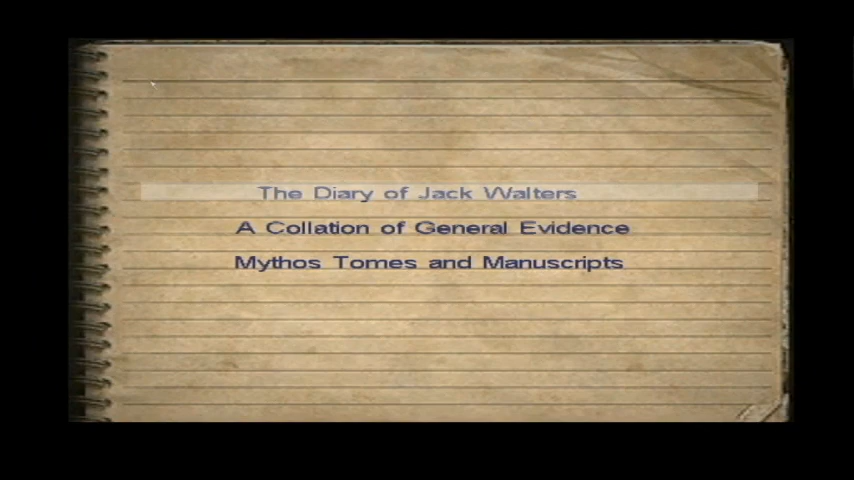 The Diary of Jack Walters
A Collation of General Evidence
Mythos Tomes and Manuscripts